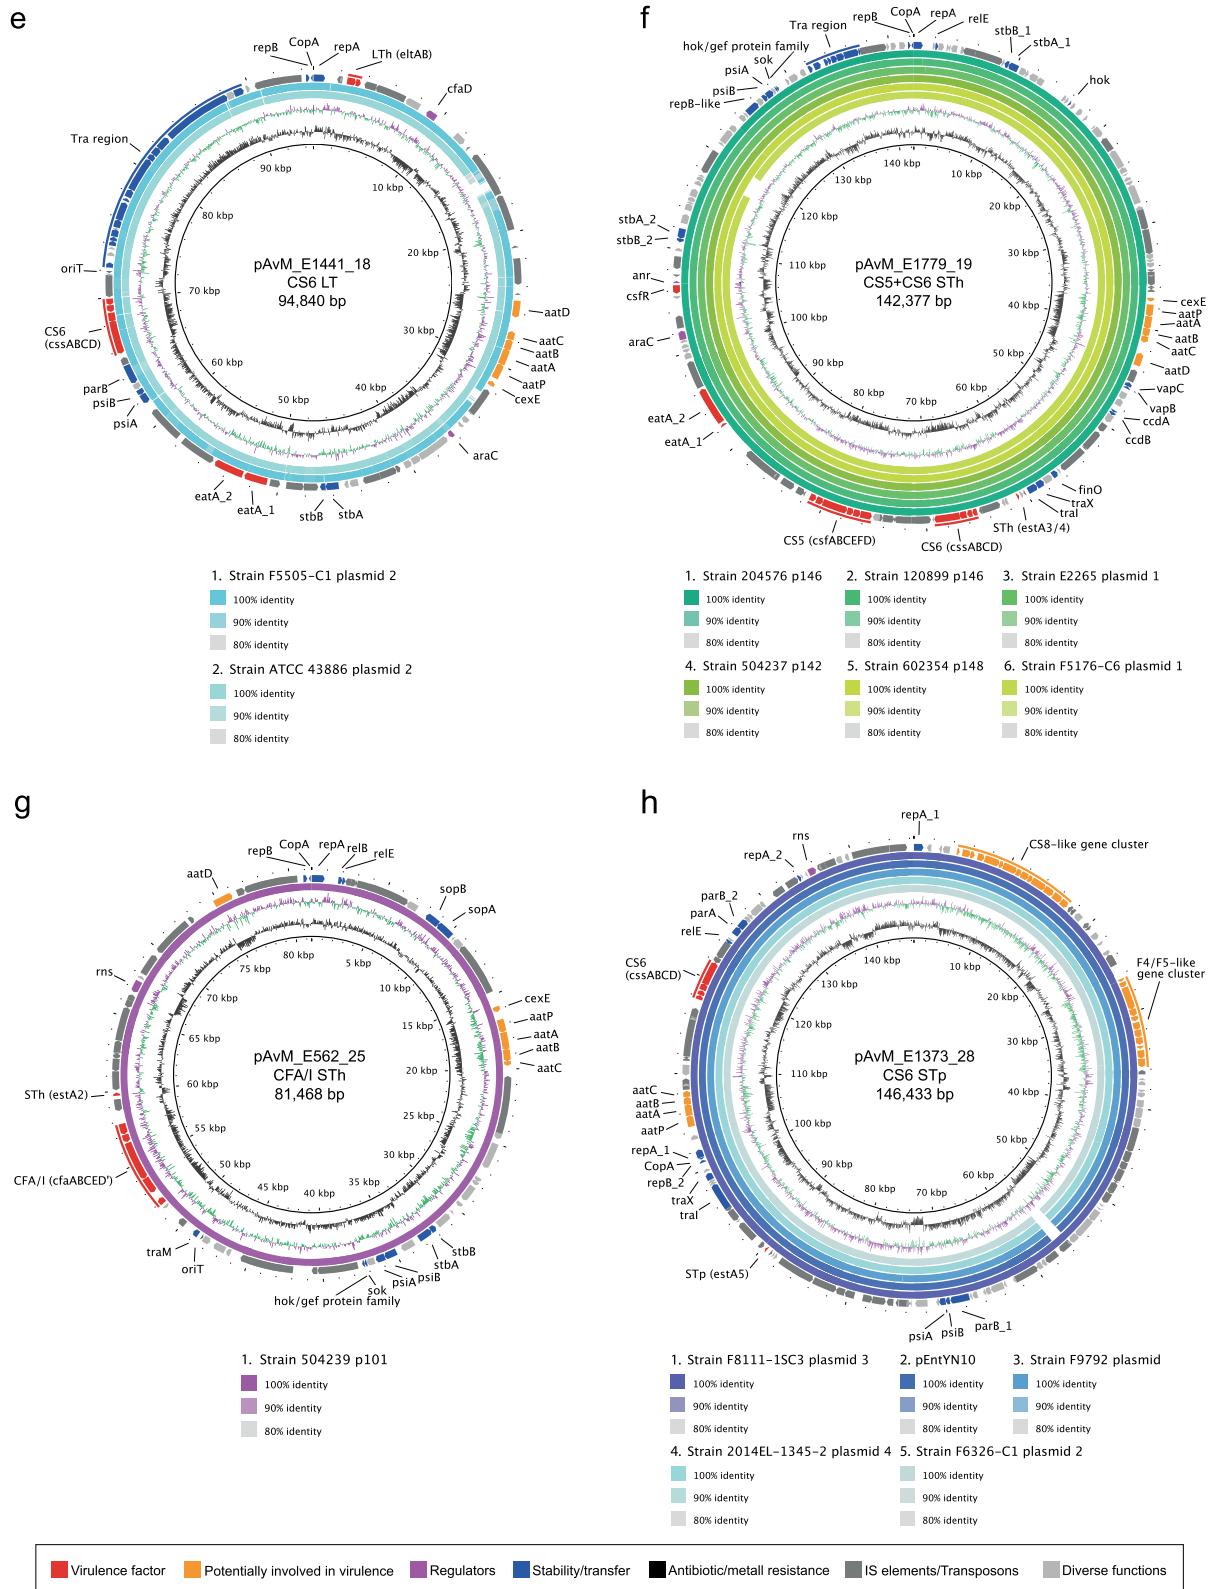 e
repB
CopA
repA
LTh (eltAB)
cfaD
Tra region
oriT
CS6
(cssABCD)
parB
psiB
psiA
eatA_2
eatA_1
stbB
stbA
araC
cexE
aatP
aatA
aatB
aatC
aatD
90 kbp
10 kbp
80 kbp
20 kbp
70 kbp
30 kbp
60 kbp
40 kbp
50 kbp
pAvM_E1441_18
CS6 LT
94,840 bp
1. Strain F5505-C1 plasmid 2
100% identity
90% identity
80% identity
2. Strain ATCC 43886 plasmid 2
100% identity
90% identity
80% identity
f
Tra region
repB
CopA
repA
relE
stbB_1
stbA_1
hok
hok/gef protein family
sok
psiA
psiB
repB-like
stbA_2
stbB_2
anr
csfR
araC
eatA_2
eatA_1
CS5 (csfABCEFD)
CS6 (cssABCD)
STh (estA3/4)
traI
traX
finO
ccdB
ccdA
vapB
vapC
aatD
aatC
aatB
aatA
aatP
cexE
140 kbp
10 kbp
130 kbp
20 kbp
120 kbp
30 kbp
110 kbp
40 kbp
100 kbp
50 kbp
90 kbp
60 kbp
80 kbp
70 kbp
pAvM_E1779_19
CS5+CS6 STh
142,377 bp
1. Strain 204576 p146
100% identity
90% identity
80% identity
2. Strain 120899 p146
100% identity
90% identity
80% identity
3. Strain E2265 plasmid 1
100% identity
90% identity
80% identity
4. Strain 504237 p142
100% identity
90% identity
80% identity
5. Strain 602354 p148
100% identity
90% identity
80% identity
6. Strain F5176-C6 plasmid 1
100% identity
90% identity
80% identity
g
repB
CopA
repA
relB
relE
sopB
sopA
aatD
rns
STh (estA2)
CFA/I (cfaABCED')
traM
oriT
hok/gef protein family
sok
psiA
psiB
stbA
stbB
cexE
aatP
aatA
aatB
aatC
80 kbp
5 kbp
75 kbp
10 kbp
70 kbp
15 kbp
65 kbp
20 kbp
60 kbp
25 kbp
55 kbp
30 kbp
50 kbp
35 kbp
45 kbp
40 kbp
pAvM_E562_25
CFA/I STh
81,468 bp
1. Strain 504239 p101
100% identity
90% identity
80% identity
h
repA_1
rns
repA_2
CS8-like gene cluster
parB_2
parA
relE
CS6
(cssABCD)
F4/F5-like
gene cluster
aatC
aatB
aatA
aatP
repA_1
CopA
repB_2
traX
traI
STp (estA5)
psiA
psiB
parB_1
140 kbp
10 kbp
130 kbp
20 kbp
120 kbp
30 kbp
110 kbp
40 kbp
100 kbp
50 kbp
90 kbp
60 kbp
80 kbp
70 kbp
pAvM_E1373_28
CS6 STp
146,433 bp
1. Strain F8111-1SC3 plasmid 3
100% identity
90% identity
80% identity
2. pEntYN10
100% identity
90% identity
80% identity
3. Strain F9792 plasmid
100% identity
90% identity
80% identity
4. Strain 2014EL-1345-2 plasmid 4
100% identity
90% identity
80% identity
5. Strain F6326-C1 plasmid 2
100% identity
90% identity
80% identity
Virulence factor
Potentially involved in virulence
Regulators
Stability/transfer
Antibiotic/metall resistance
IS elements/Transposons
Diverse functions